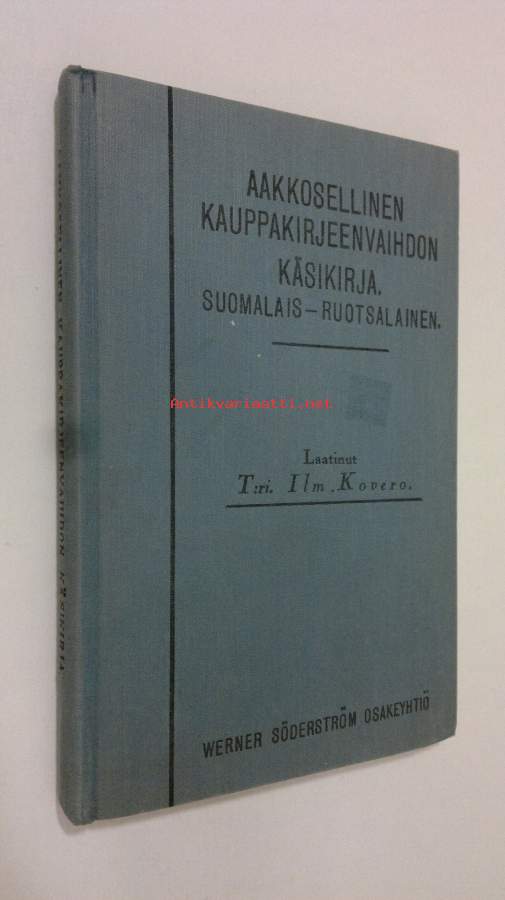 AAKKOSELLINEN
KAUPPAKIRJEENVAIHDON
KÄSIKIRJA.
SUOMALAIS–RUOTSALAINEN.
Antikvariaatti.net
Laatinut
T:ri. Ilm. Kovero.
WERNER SÖDERSTRÖM OSAKEYHTIÖ
AAKKOSELLINEN KAUPPAKIRJEENVAIHDON KÄSIKIRJA